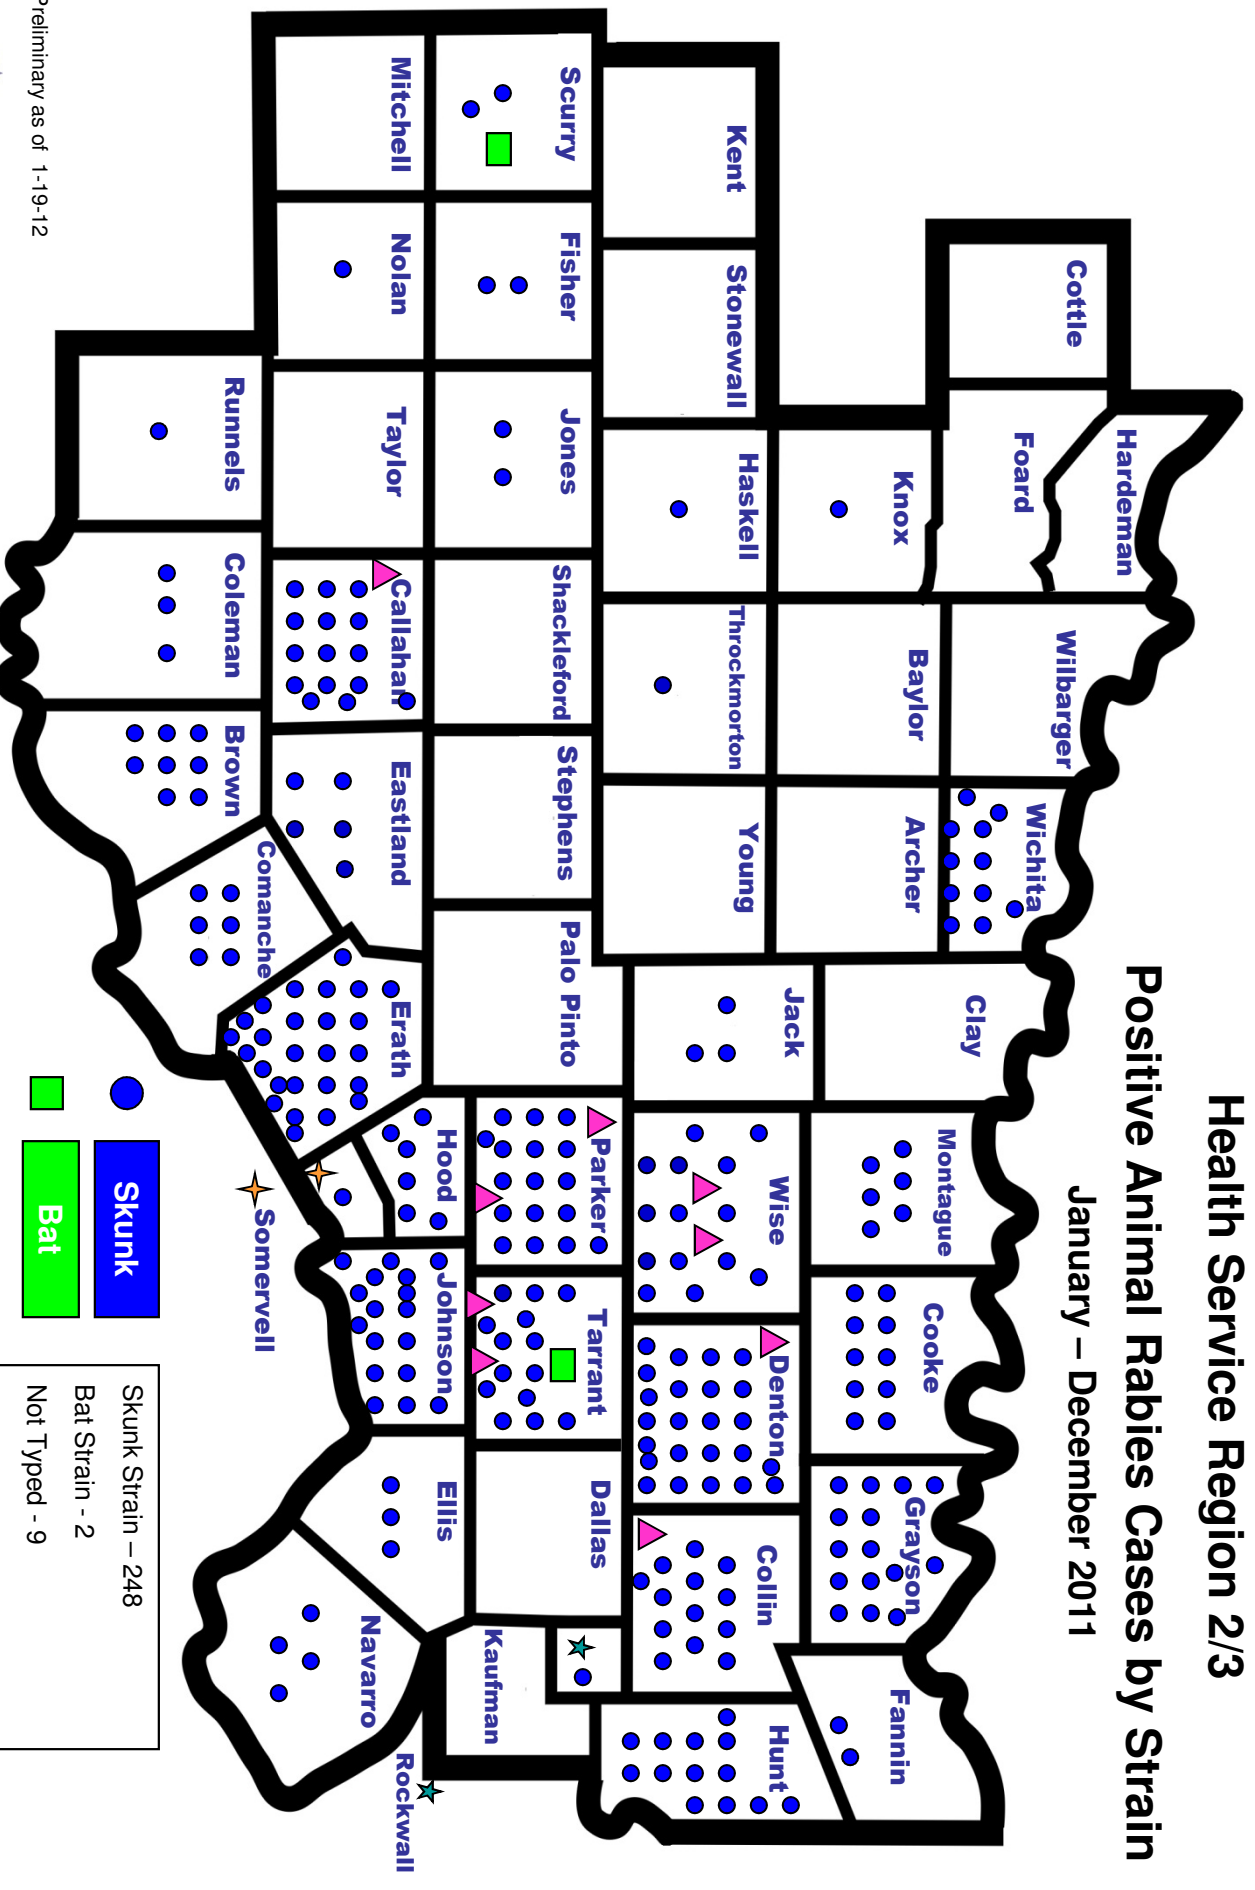 Health Service Region 2/3
Positive Animal Rabies Cases by Strain
January – December 2011
Cottle
Hardeman
Foard
Wilbarger
Wichita
Clay
Montague
Cooke
Grayson
Fannin
Kent
Stonewall
Knox
Haskell
Baylor
Throckmorton
Archer
Young
Jack
Wise
Denton
Collin
Hunt
Scurry
Fisher
Jones
Shackleford
Stephens
Palo Pinto
Parker
Tarrant
Dallas
Kaufman
Rockwall
Mitchell
Nolan
Taylor
Callahan
Eastland
Erath
Hood
Johnson
Ellis
Navarro
Runnels
Coleman
Brown
Comanche
Somervell
Skunk
Bat
Skunk Strain – 248
Bat Strain - 2
Not Typed - 9
Preliminary as of 1-19-12